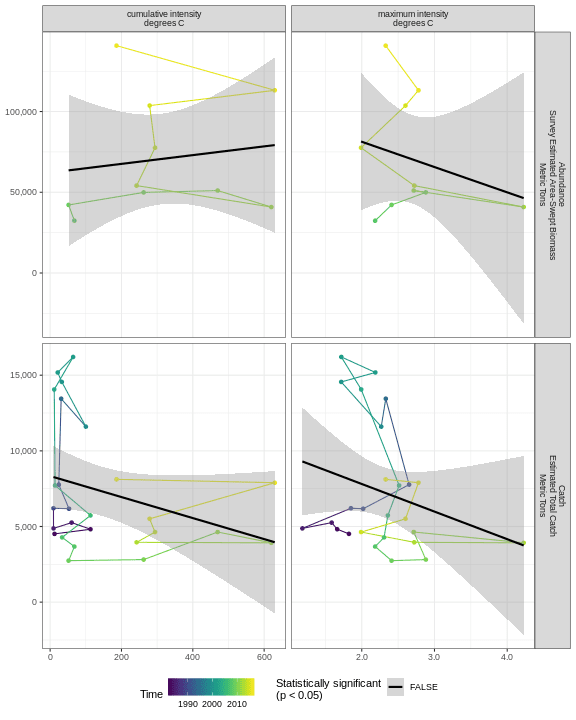 cumulative intensity
degrees C
maximum intensity
degrees C
100,000
50,000
0
Abundance
Survey Estimated Area-Swept Biomass
Metric Tons
15,000
10,000
5,000
0
Catch
Estimated Total Catch
Metric Tons
0 200 400 600 2.0 3.0 4.0
Time
1990 2000 2010
Statistically significant
(p < 0.05)
FALSE